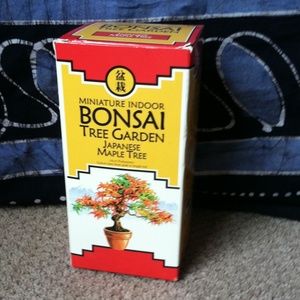 盆
栽
MINIATURE INDOOR
BONSAI
TREE GARDEN
JAPANESE
MAPLE TREE